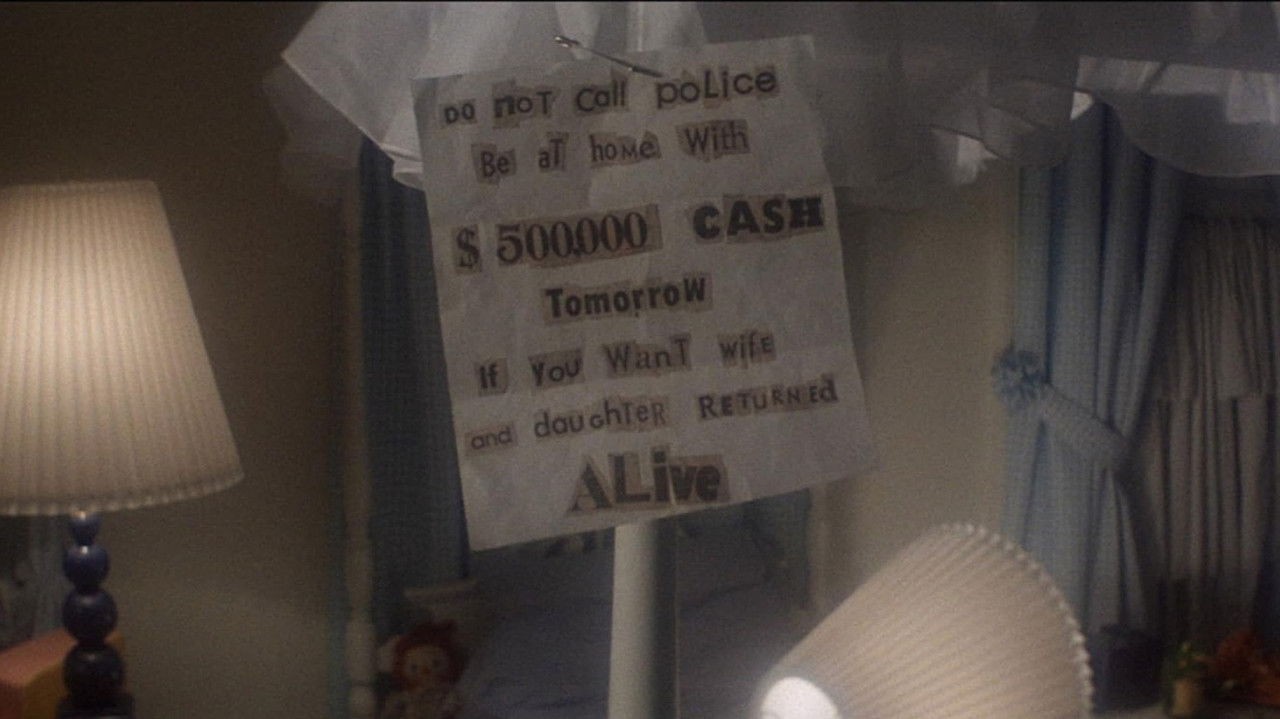 Do noT Call poLice
Be aT home With
$ 500,000 CASH
TomorroW
If You WanT wife
and daughTeR ReTURNEd
ALive